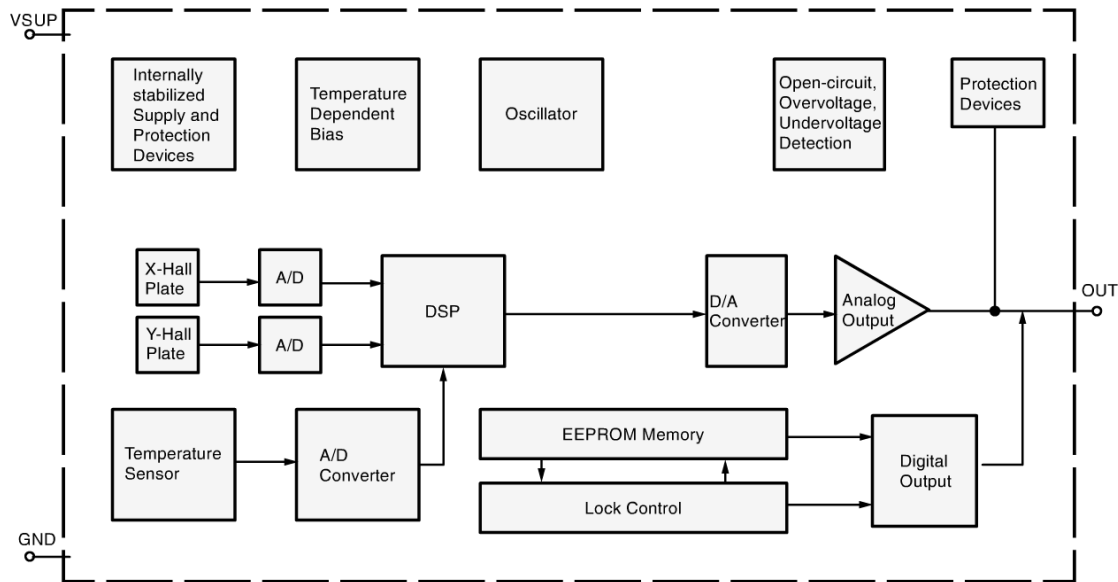 VSUP
Internally
stabilized
Supply and
Protection
Devices
Temperature
Dependent
Bias
Oscillator
Open-circuit,
Overvoltage,
Undervoltage
Detection
Protection
Devices
X-Hall
Plate
A/D
Y-Hall
Plate
A/D
DSP
D/A
Converter
Analog
Output
OUT
Temperature
Sensor
A/D
Converter
EEPROM Memory
Lock Control
Digital
Output
GND